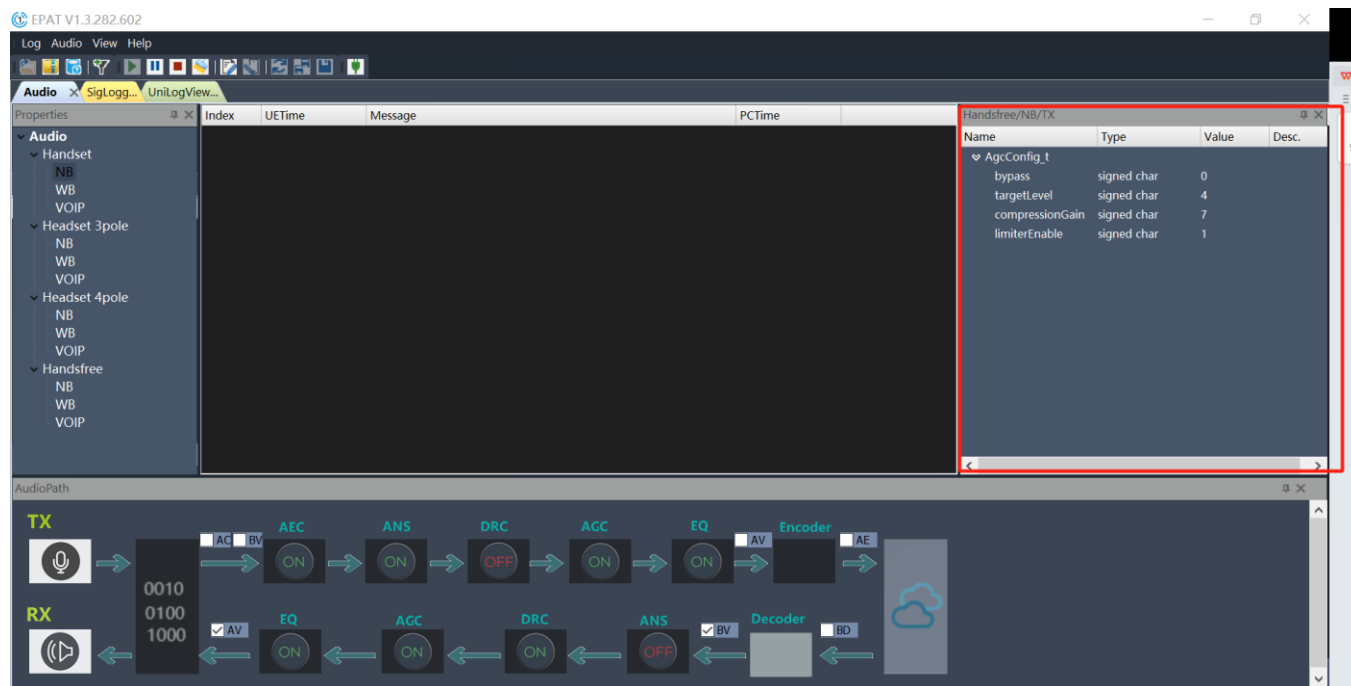 EPAT V1.3.282.602
Log Audio View Help
Audio SigLogg... UniLogView...
Properties
Index UETime Message PCTime
Handsfree/NB/TX
Name Type Value Desc.
Audio
Handset
NB
WB
VOIP
Headset 3pole
NB
WB
VOIP
Headset 4pole
NB
WB
VOIP
Handsfree
NB
WB
VOIP
AgcConfig_t
bypass signed char 0
targetLevel signed char 4
compressionGain signed char 7
limiterEnable signed char 1
AudioPath
TX
AC BV AEC ANS DRC AGC EQ AV Encoder AE
ON ON OFF ON ON
0010
0100
1000
RX
AV EQ AGC DRC ANS BV Decoder BD
ON ON ON OFF